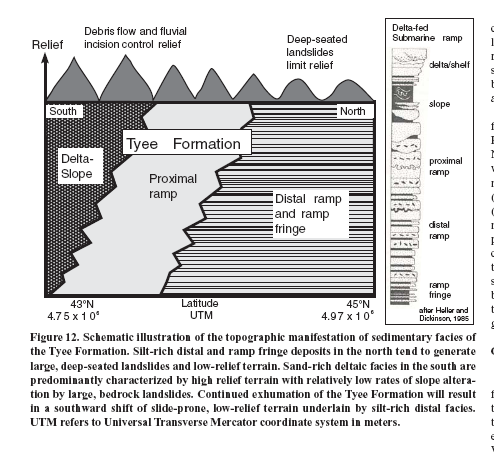 Debris flow and fluvial
incision control relief
Relief
Deep-seated
landslides
limit relief
South
North
Tyee Formation
Delta-
Slope
Proximal
ramp
Distal ramp
and ramp
fringe
43°N
Latitude
45°N
4.75 x 10⁶
UTM
4.97 x 10⁶
Delta-fed
Submarine ramp
delta/shelf
slope
proximal
ramp
distal
ramp
ramp
fringe
after Heller and
Dickinson, 1985
Figure 12. Schematic illustration of the topographic manifestation of sedimentary facies of
the Tyee Formation. Silt-rich distal and ramp fringe deposits in the north tend to generate
large, deep-seated landslides and low-relief terrain. Sand-rich deltaic facies in the south are
predominantly characterized by high relief terrain with relatively low rates of slope altera-
tion by large, bedrock landslides. Continued exhumation of the Tyee Formation will result
in a southward shift of slide-prone, low-relief terrain underlain by silt-rich distal facies.
UTM refers to Universal Transverse Mercator coordinate system in meters.